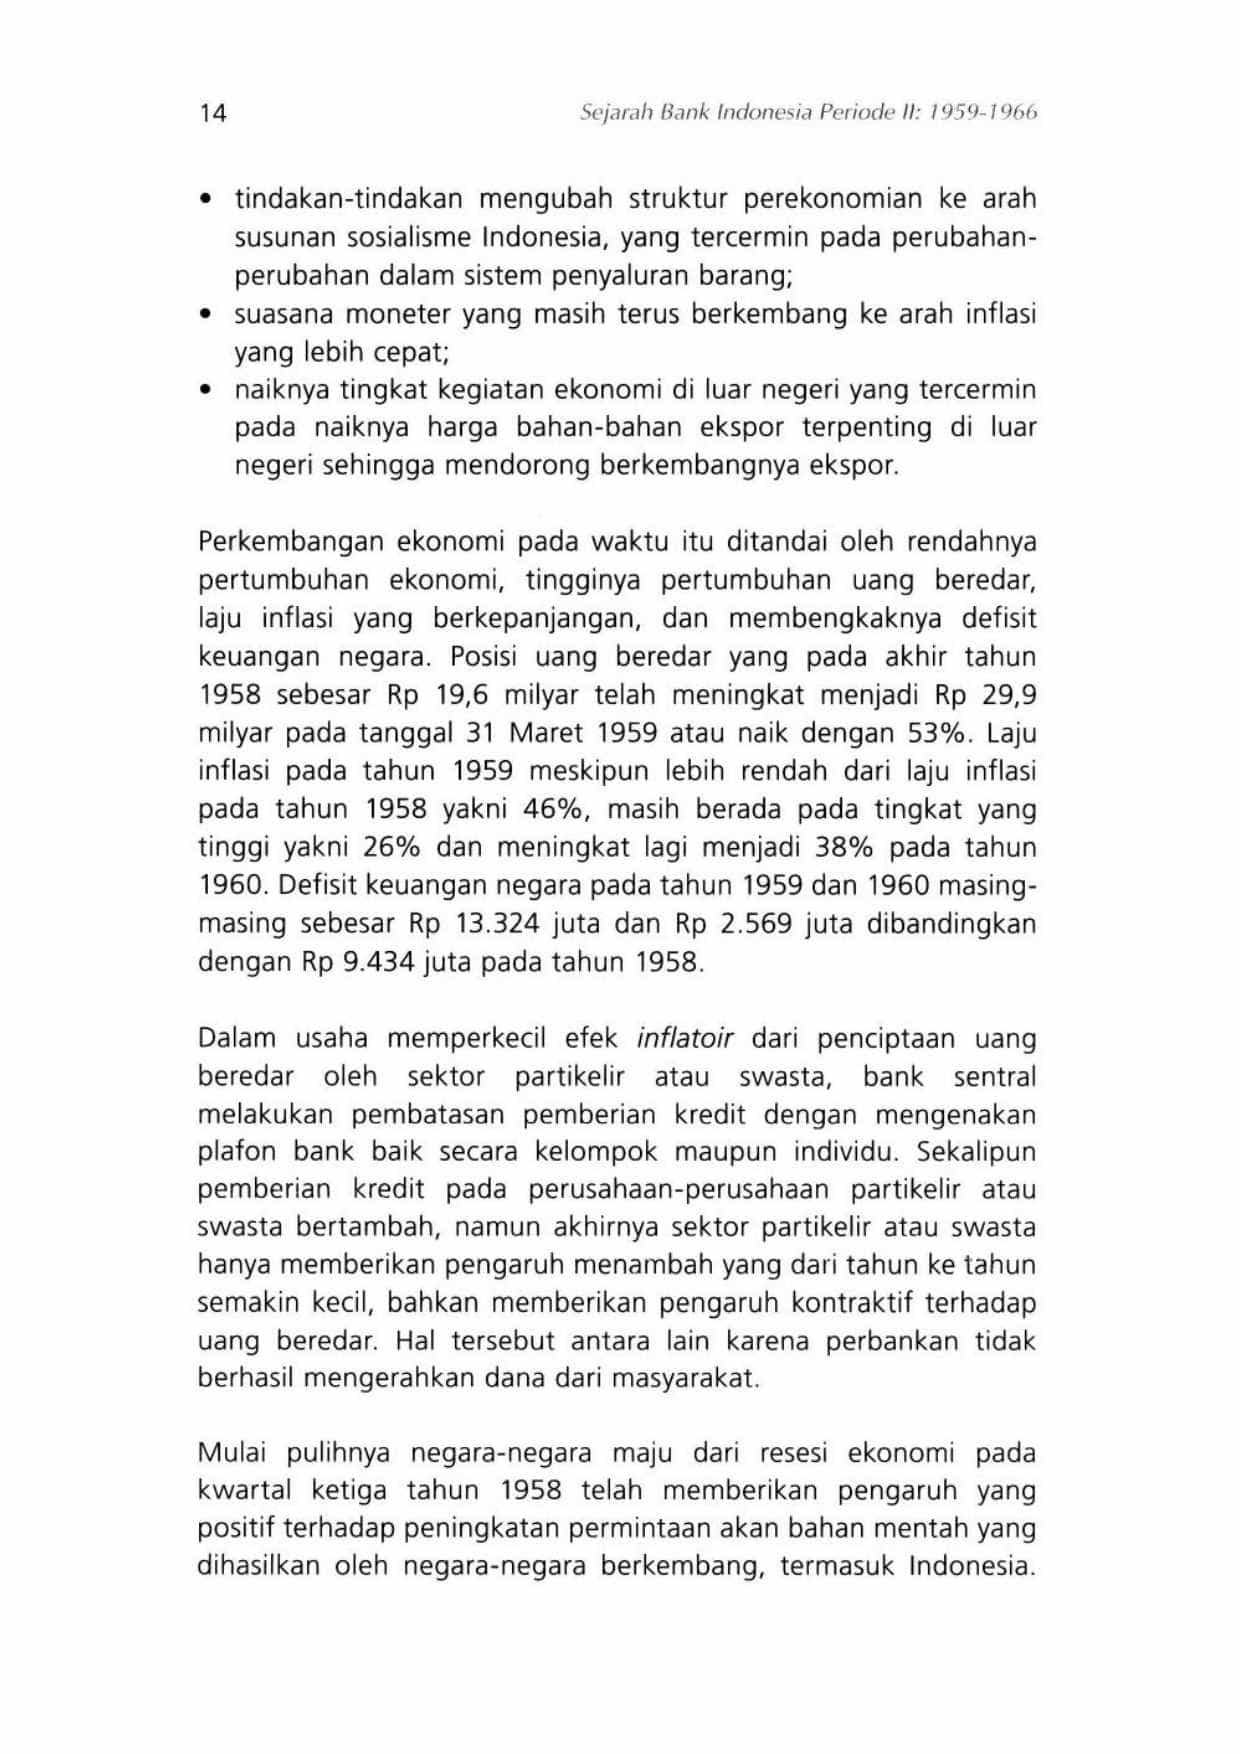 14
Sejarah Bank Indonesia Periode II: 1959-1966
• tindakan-tindakan mengubah struktur perekonomian ke arah
susunan sosialisme Indonesia, yang tercermin pada perubahan-
perubahan dalam sistem penyaluran barang;
• suasana moneter yang masih terus berkembang ke arah inflasi
yang lebih cepat;
• naiknya tingkat kegiatan ekonomi di luar negeri yang tercermin
pada naiknya harga bahan-bahan ekspor terpenting di luar
negeri sehingga mendorong berkembangnya ekspor.
Perkembangan ekonomi pada waktu itu ditandai oleh rendahnya
pertumbuhan ekonomi, tingginya pertumbuhan uang beredar,
laju inflasi yang berkepanjangan, dan membengkaknya defisit
keuangan negara. Posisi uang beredar yang pada akhir tahun
1958 sebesar Rp 19,6 milyar telah meningkat menjadi Rp 29,9
milyar pada tanggal 31 Maret 1959 atau naik dengan 53%. Laju
inflasi pada tahun 1959 meskipun lebih rendah dari laju inflasi
pada tahun 1958 yakni 46%, masih berada pada tingkat yang
tinggi yakni 26% dan meningkat lagi menjadi 38% pada tahun
1960. Defisit keuangan negara pada tahun 1959 dan 1960 masing-
masing sebesar Rp 13.324 juta dan Rp 2.569 juta dibandingkan
dengan Rp 9.434 juta pada tahun 1958.
Dalam usaha memperkecil efek inflatoir dari penciptaan uang
beredar oleh sektor partikelir atau swasta, bank sentral
melakukan pembatasan pemberian kredit dengan mengenakan
plafon bank baik secara kelompok maupun individu. Sekalipun
pemberian kredit pada perusahaan-perusahaan partikelir atau
swasta bertambah, namun akhirnya sektor partikelir atau swasta
hanya memberikan pengaruh menambah yang dari tahun ke tahun
semakin kecil, bahkan memberikan pengaruh kontraktif terhadap
uang beredar. Hal tersebut antara lain karena perbankan tidak
berhasil mengerahkan dana dari masyarakat.
Mulai pulihnya negara-negara maju dari resesi ekonomi pada
kwartal ketiga tahun 1958 telah memberikan pengaruh yang
positif terhadap peningkatan permintaan akan bahan mentah yang
dihasilkan oleh negara-negara berkembang, termasuk Indonesia.